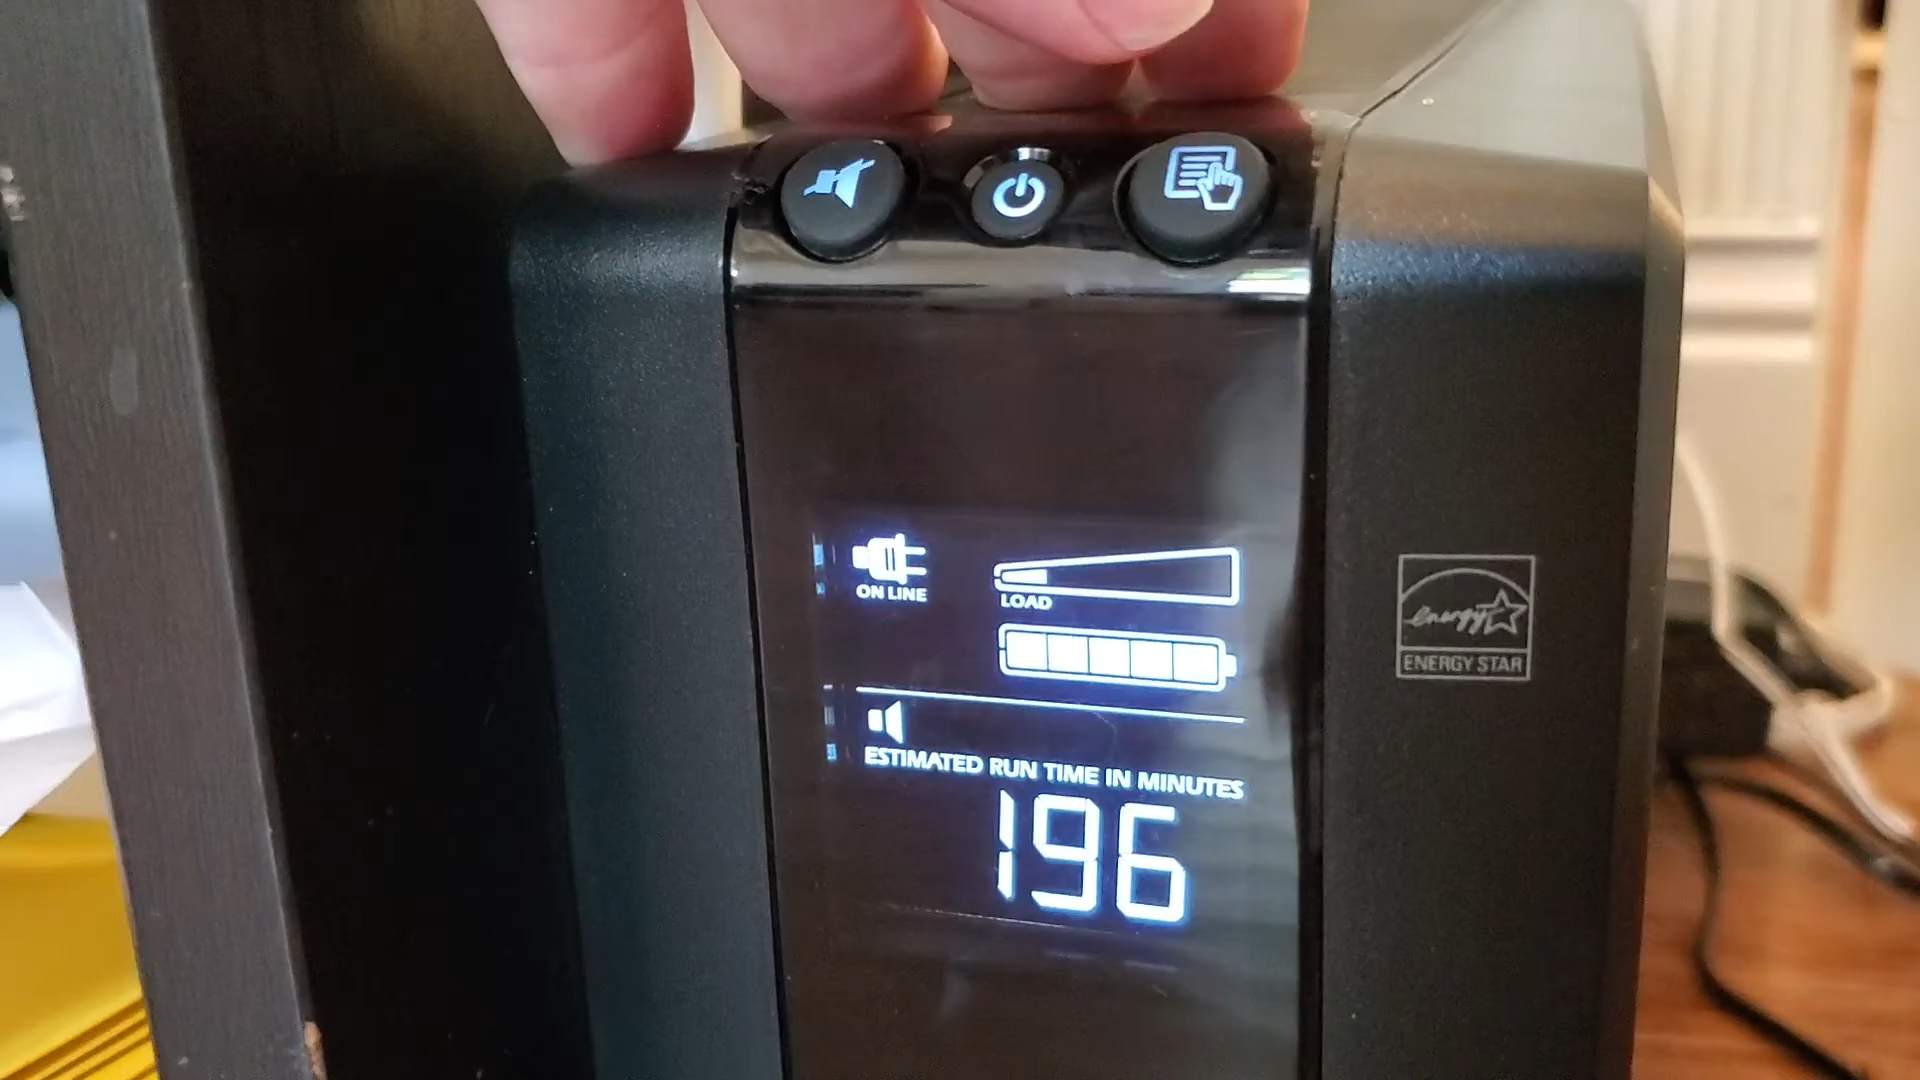 ON LINE
LOAD
ESTIMATED RUN TIME IN MINUTES
196
energy
ENERGY STAR